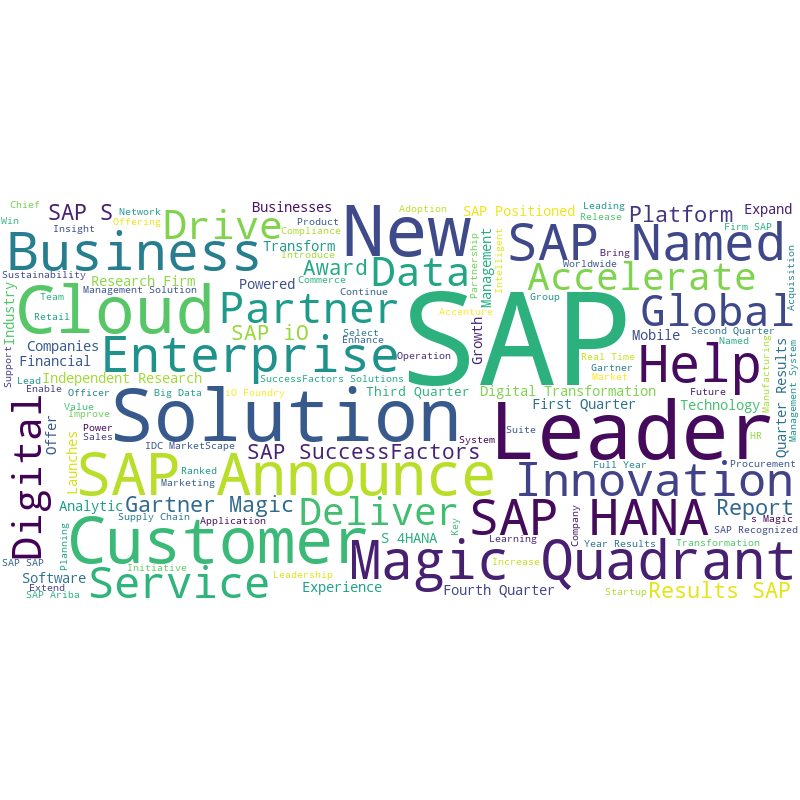 Chief
SAP S
Network
Offering
Insight
Win
Drive
Businesses
Product
Compliance
Introduce
Adoption
SAP Positioned
Leading
Release
Platform
Expand
Firm SAP
New
SAP Named
Business
Transform
Partnership
Management
Intelligent
Worldwide
Bring
Acquisition
Sustainability
Research Firm
Management Solution
Award
Commerce
Data
Accelerate
Industry
Cloud
Team
Retail
Powered
Continue
Partner
SAP
Group
Accenture
Global
Support
Companies
Financial
SAP iO
Select
Enhance
Growth
Mobile
Second Quarter
Named
Enterprise
Operation
Real Time
Gartner
Market
Help
Manufacturing
Quarter Results
Management System
Lead
Independent Research
SuccessFactors Solutions
Future
Enable
Officer
Big Data
iO Foundry
Third Quarter
Digital Transformation
Digital
Offer
Value
Improve
Solution
First Quarter
Technology
Leader
Power
Sales
Suite
HR
IDC MarketScape
System
Launches
SAP Announce
Ranked
Marketing
SAP SuccessFactors
Full Year
Procurement
Innovation
Analytic
Gartner Magic
Deliver
SAP HANA
Report
Supply Chain
Application
Key
Company
s Magic
SAP Recognized
Planning
Customer
S 4HANA
Learning
Year Results
Transformation
SAP SAP
Software
Extend
SAP Ariba
Initiative
Service
Leadership
Experience
Magic Quadrant
Increase
Fourth Quarter
Startup
Results SAP